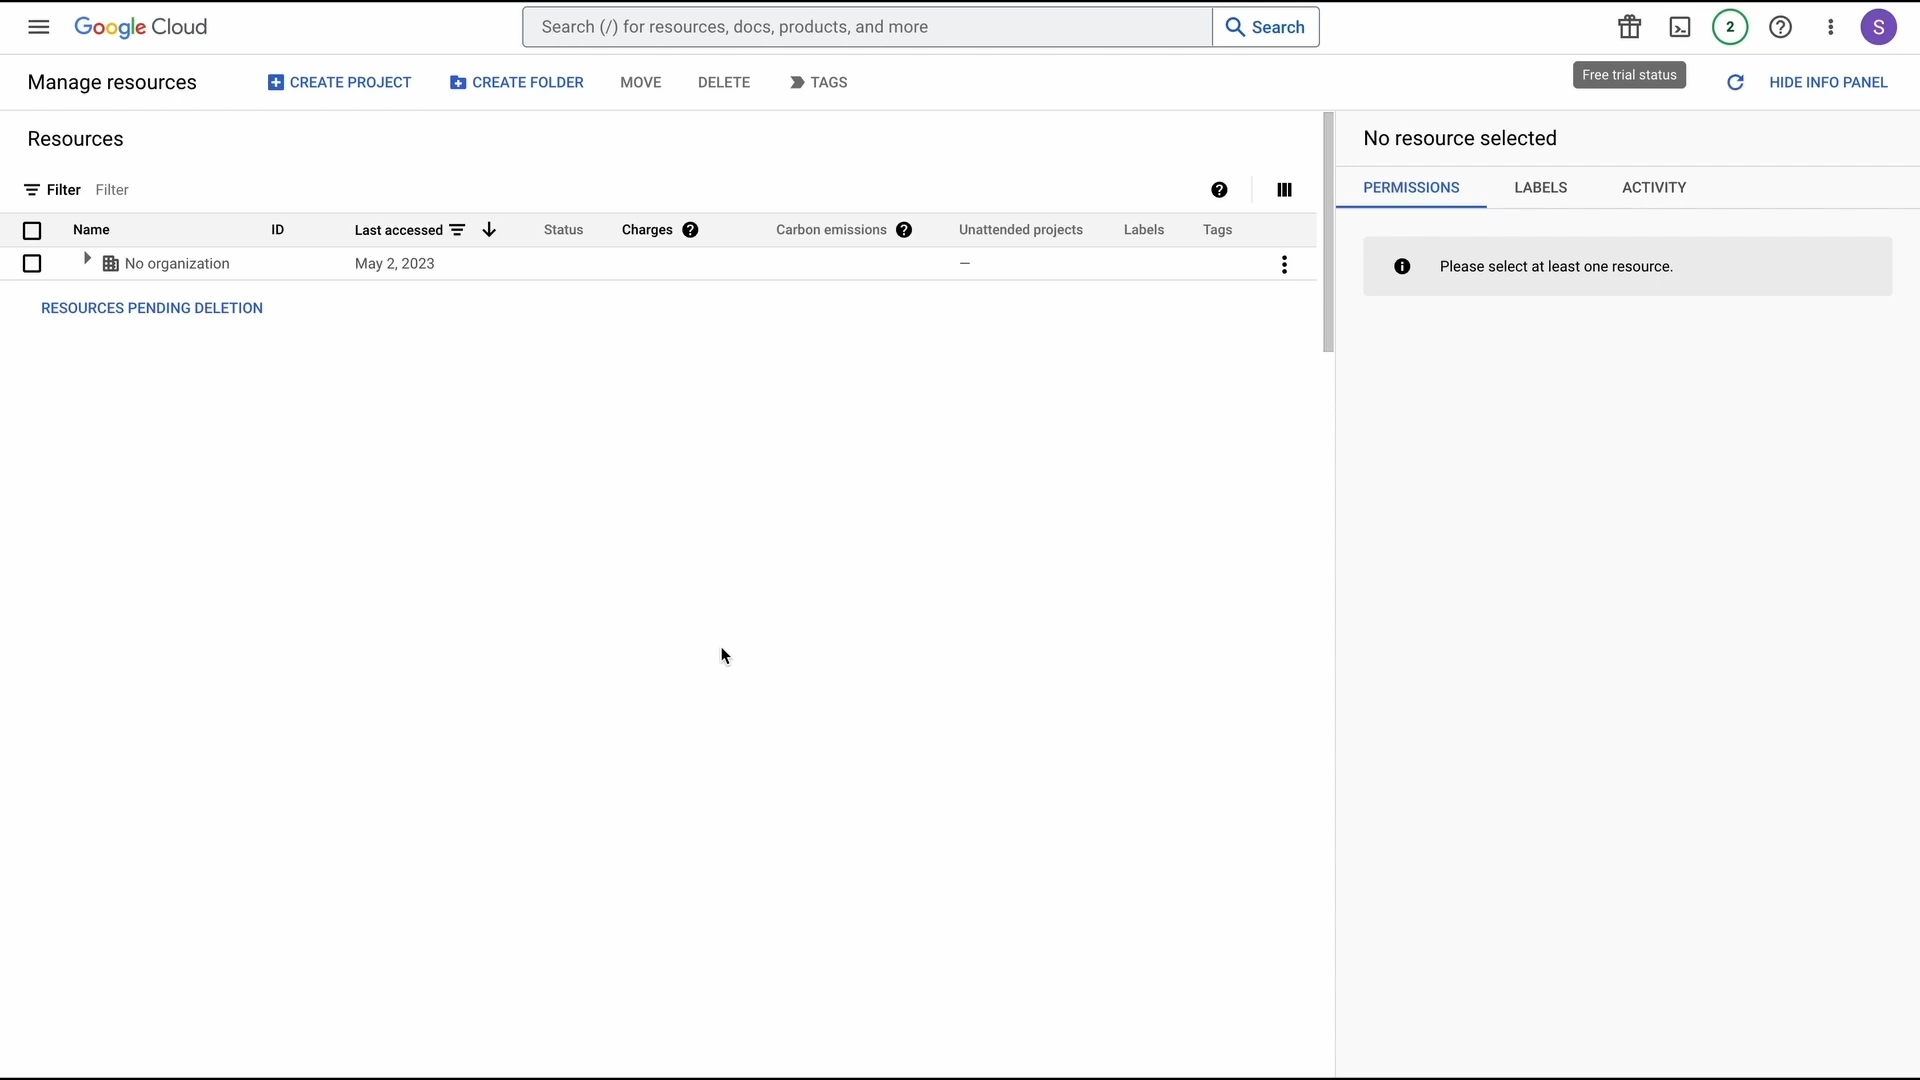 Google Cloud
Search (/) for resources, docs, products, and more
Search
2
S
Manage resources
CREATE PROJECT
CREATE FOLDER
MOVE
DELETE
TAGS
Free trial status
HIDE INFO PANEL
Resources
No resource selected
Filter Filter
PERMISSIONS
LABELS
ACTIVITY
Name
ID
Last accessed
Status
Charges
Carbon emissions
Unattended projects
Labels
Tags
No organization
May 2, 2023
—
Please select at least one resource.
RESOURCES PENDING DELETION